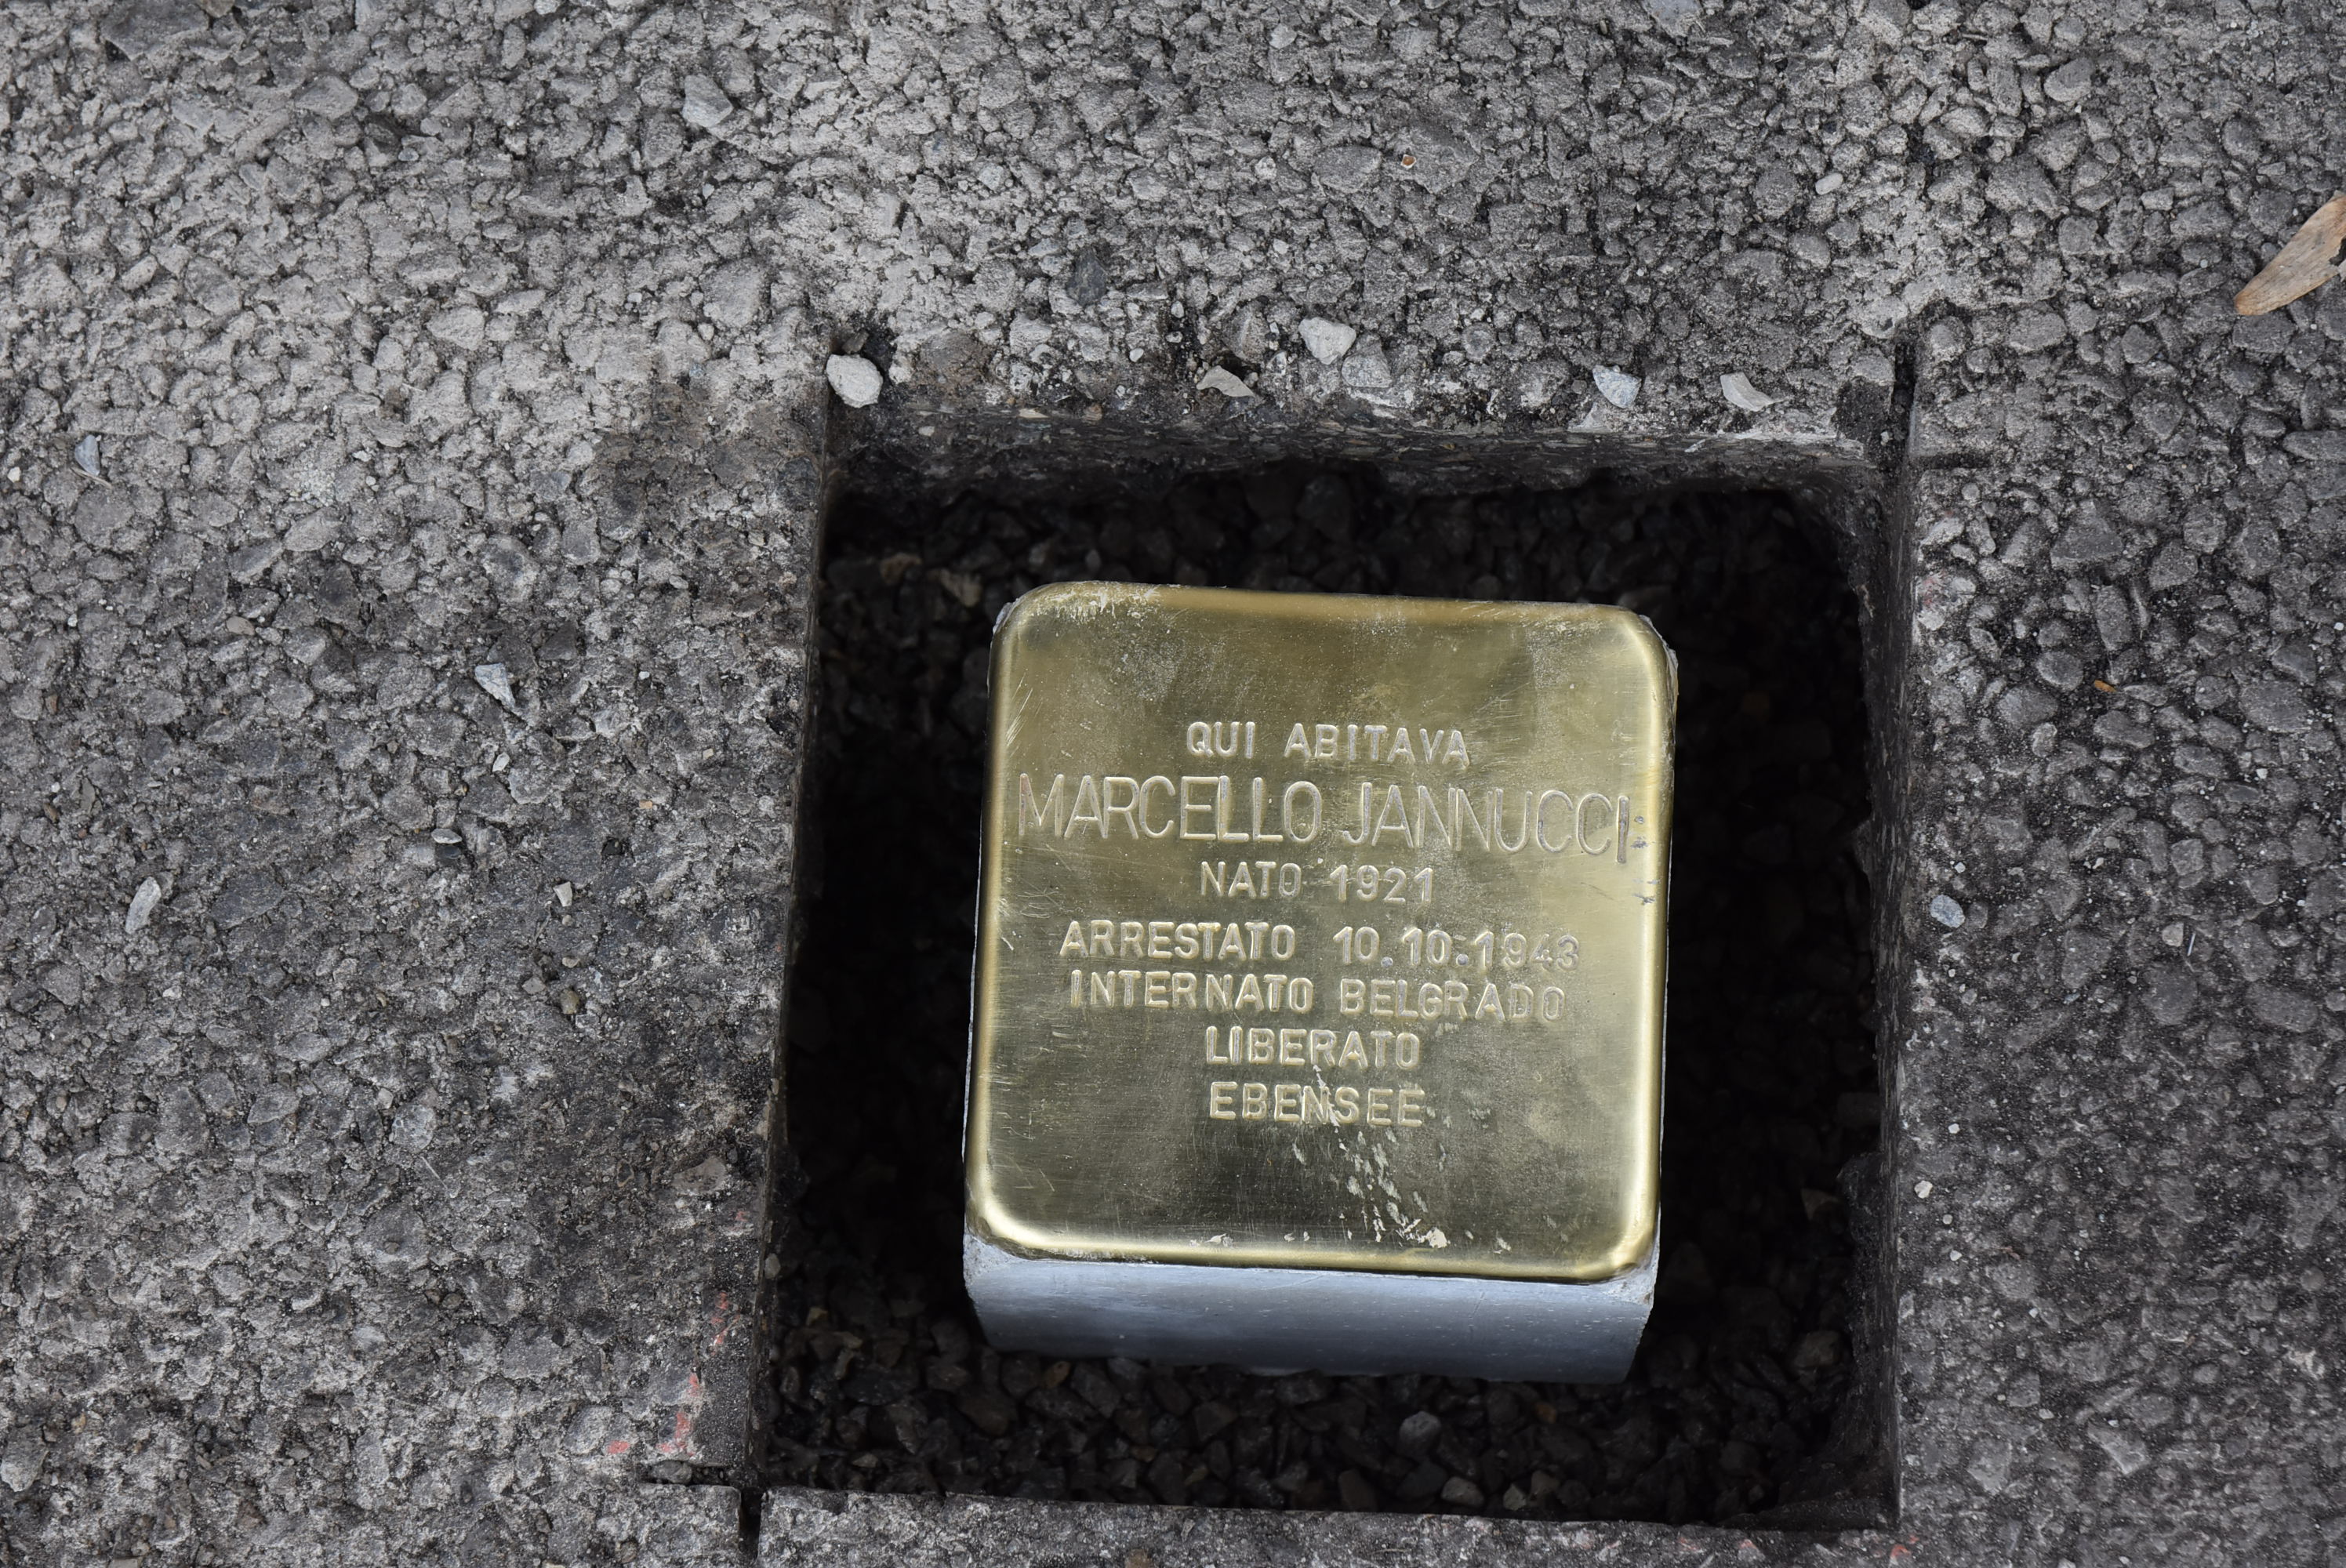 QUI ABITAVA
MARCELLO JANNUCCI
NATO 1921
ARRESTATO 10.10.1943
INTERNATO BELGRADO
LIBERATO
EBENSEE